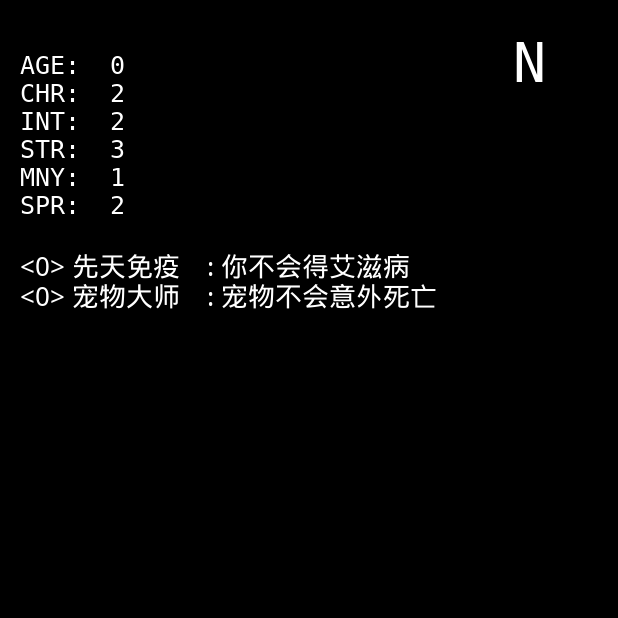 N
AGE: 0
CHR: 2
INT: 2
STR: 3
MNY: 1
SPR: 2
<O> 先天免疫 :你不会得艾滋病
<O> 宠物大师 :宠物不会意外死亡